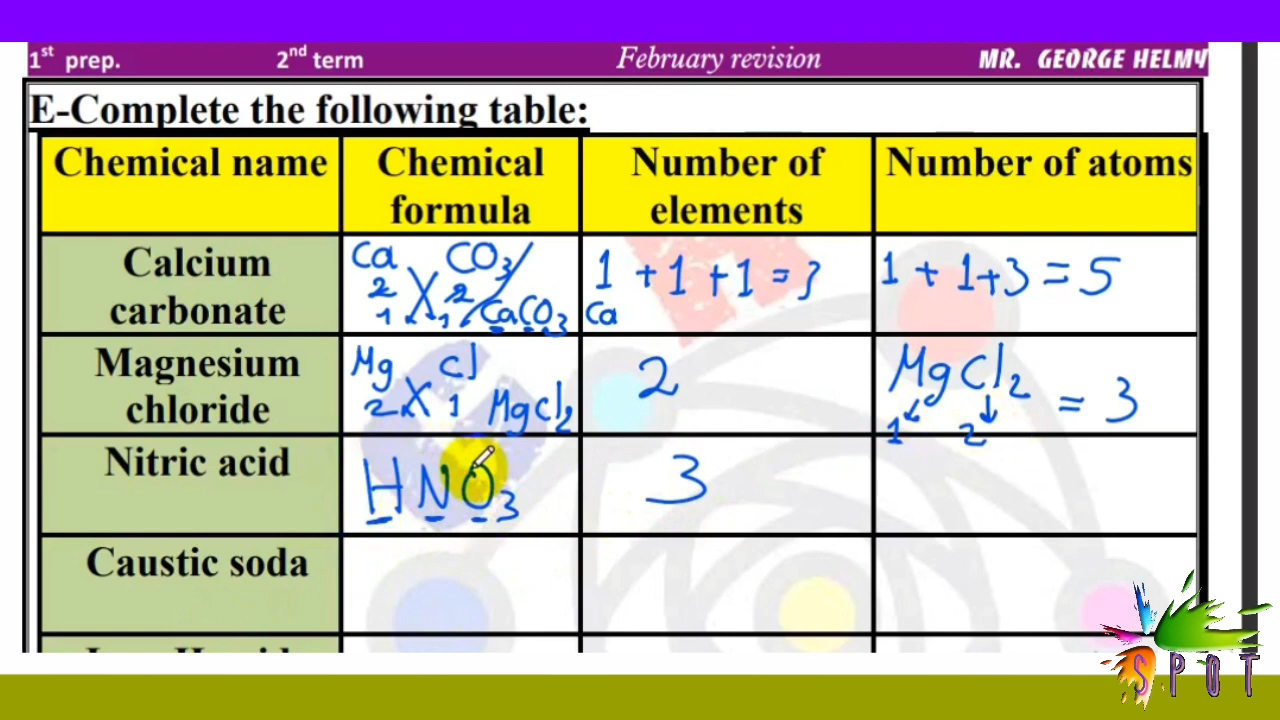 1st prep. 2nd term February revision MR. GEORGE HELMY
E-Complete the following table:
Chemical name Chemical formula Number of elements Number of atoms
Calcium carbonate
Ca CO3
2 2
1 1 CaCO3
1 + 1 + 1 = 3
Ca
1 + 1 + 3 = 5
Magnesium chloride
Mg Cl
2 1 MgCl2
2
MgCl2 = 3
1 2
Nitric acid
HNO3
3
Caustic soda
SPOT